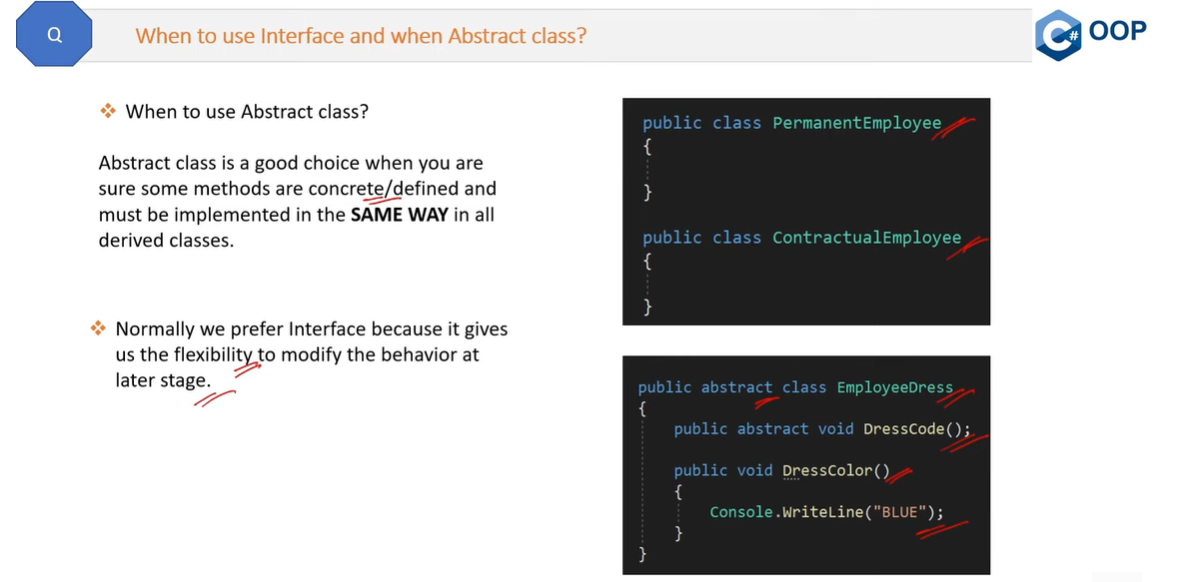 Q
When to use Interface and when Abstract class?
C# OOP
❖ When to use Abstract class?
Abstract class is a good choice when you are
sure some methods are concrete/defined and
must be implemented in the SAME WAY in all
derived classes.
❖ Normally we prefer Interface because it gives
us the flexibility to modify the behavior at
later stage.
public class PermanentEmployee
{
}
public class ContractualEmployee
{
}
public abstract class EmployeeDress
{
public abstract void DressCode();
public void DressColor()
{
Console.WriteLine("BLUE");
}
}